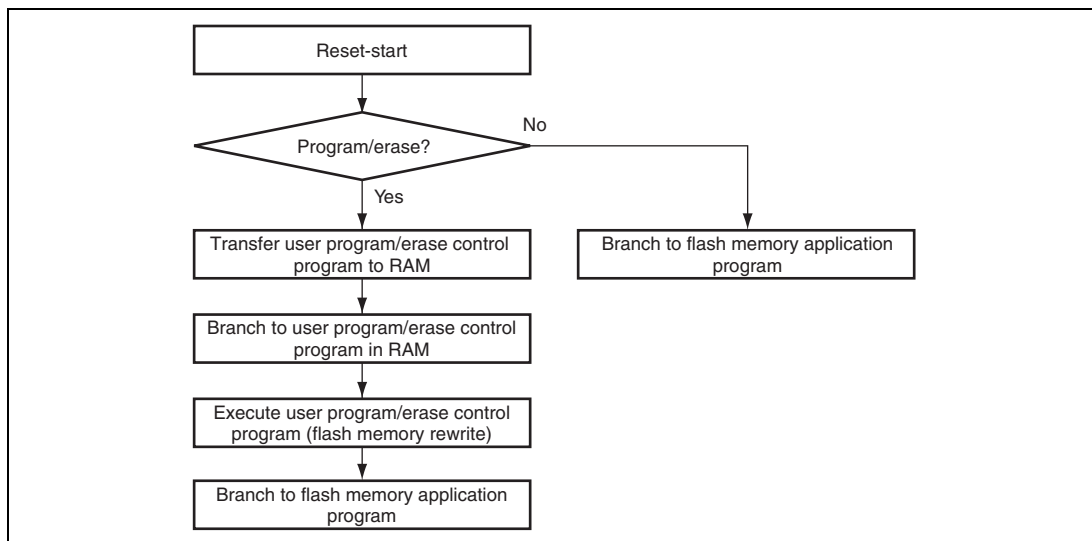 Reset-start
Program/erase?
No
Yes
Transfer user program/erase control
program to RAM
Branch to flash memory application
program
Branch to user program/erase control
program in RAM
Execute user program/erase control
program (flash memory rewrite)
Branch to flash memory application
program